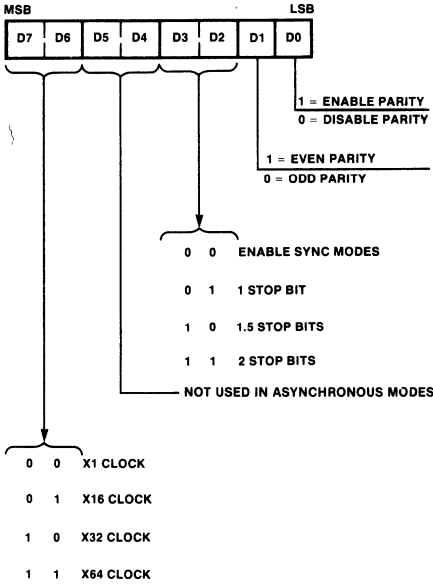 MSB LSB
D7 D6 D5 D4 D3 D2 D1 D0
1 = ENABLE PARITY
0 = DISABLE PARITY
1 = EVEN PARITY
0 = ODD PARITY
0 0 ENABLE SYNC MODES
0 1 1 STOP BIT
1 0 1.5 STOP BITS
1 1 2 STOP BITS
NOT USED IN ASYNCHRONOUS MODES
0 0 X1 CLOCK
0 1 X16 CLOCK
1 0 X32 CLOCK
1 1 X64 CLOCK